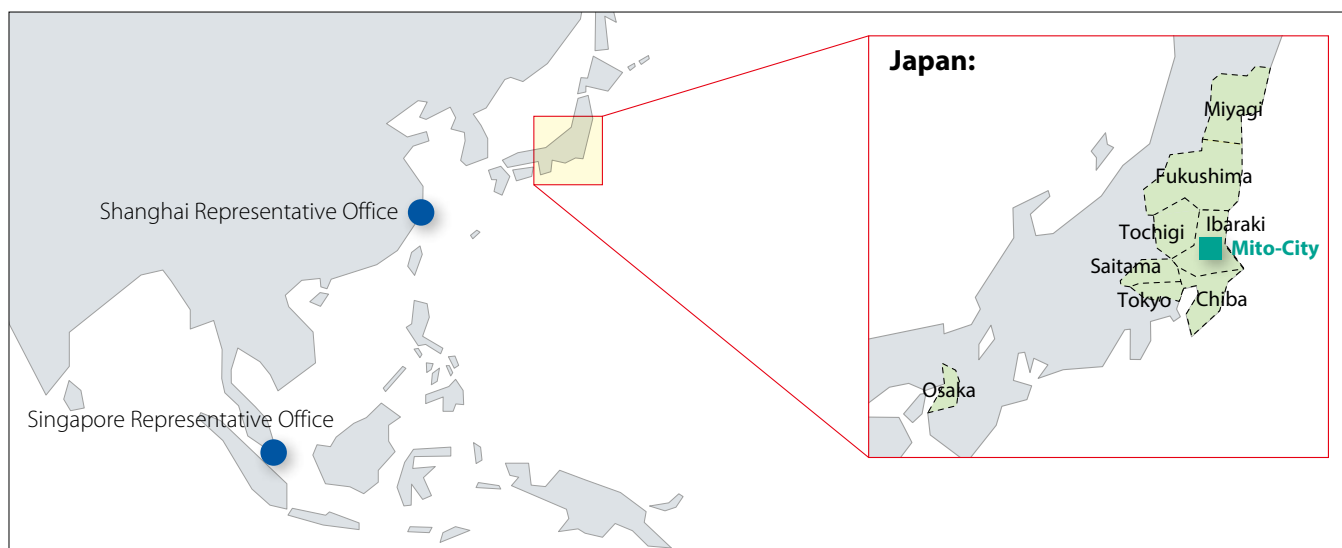 Japan:
Miyagi
Fukushima
Ibaraki
Tochigi
Mito-City
Saitama
Tokyo
Chiba
Osaka
Shanghai Representative Office
Singapore Representative Office